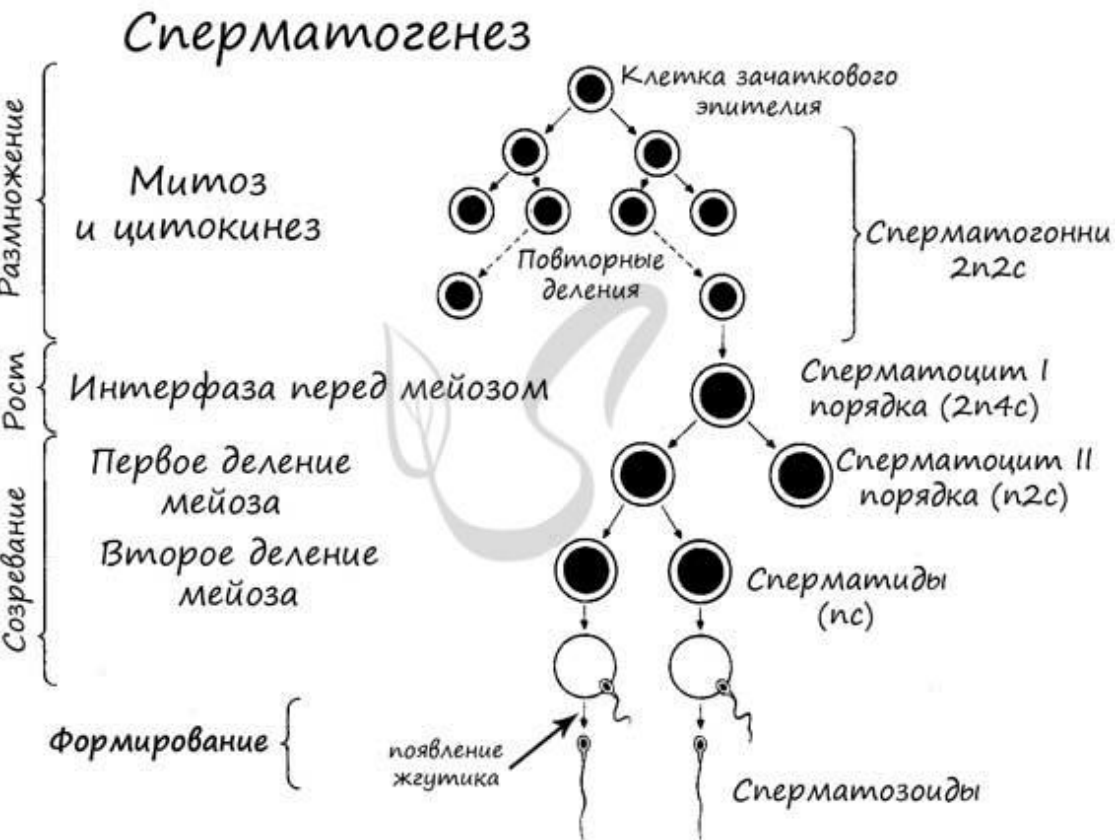 Сперматогенез
Размножение
Митоз
и цитокинез
Клетка зачаткового
эпителия
Повторные
деления
Сперматогонни
2n2c
Рост
Интерфаза перед мейозом
Сперматоцит I
порядка (2n4c)
Созревание
Первое деление
мейоза
Сперматоцит II
порядка (n2c)
Второе деление
мейоза
Сперматиды
(nc)
Формирование
появление
жгутика
Сперматозоиды